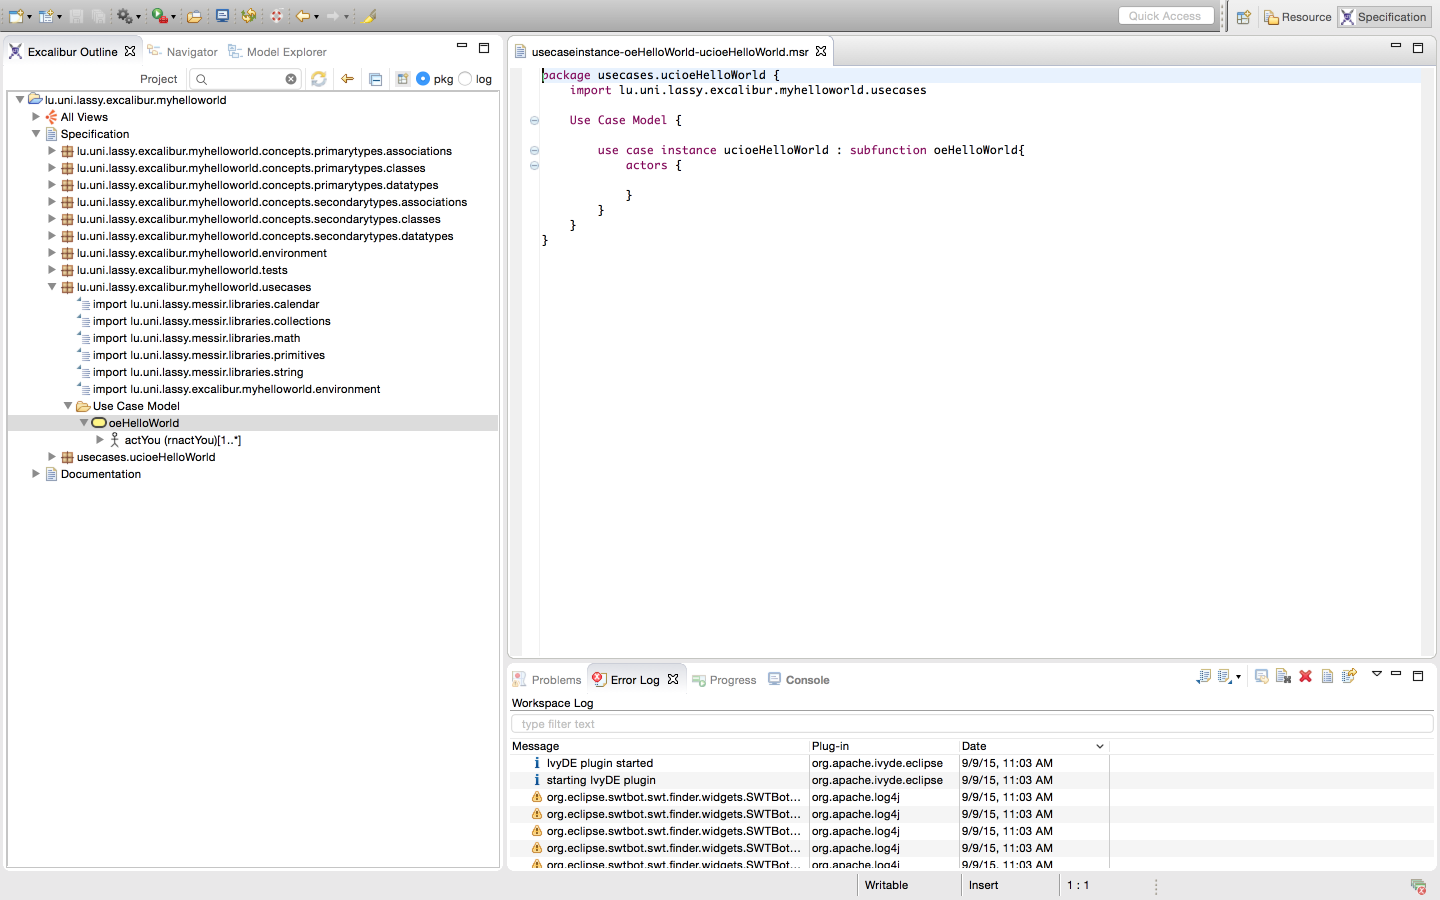 Quick Access
Resource
Specification
Excalibur Outline
Navigator
Model Explorer
Project
pkg
log
lu.uni.lassy.excalibur.myhelloworld
All Views
Specification
lu.uni.lassy.excalibur.myhelloworld.concepts.primarytypes.associations
lu.uni.lassy.excalibur.myhelloworld.concepts.primarytypes.classes
lu.uni.lassy.excalibur.myhelloworld.concepts.primarytypes.datatypes
lu.uni.lassy.excalibur.myhelloworld.concepts.secondarytypes.associations
lu.uni.lassy.excalibur.myhelloworld.concepts.secondarytypes.classes
lu.uni.lassy.excalibur.myhelloworld.concepts.secondarytypes.datatypes
lu.uni.lassy.excalibur.myhelloworld.environment
lu.uni.lassy.excalibur.myhelloworld.tests
lu.uni.lassy.excalibur.myhelloworld.usecases
import lu.uni.lassy.messir.libraries.calendar
import lu.uni.lassy.messir.libraries.collections
import lu.uni.lassy.messir.libraries.math
import lu.uni.lassy.messir.libraries.primitives
import lu.uni.lassy.messir.libraries.string
import lu.uni.lassy.excalibur.myhelloworld.environment
Use Case Model
oeHelloWorld
actYou (rnactYou)[1..*]
usecases.ucioeHelloWorld
Documentation
usecaseinstance-oeHelloWorld-ucioeHelloWorld.msr
package usecases.ucioeHelloWorld {
import lu.uni.lassy.excalibur.myhelloworld.usecases
Use Case Model {
use case instance ucioeHelloWorld : subfunction oeHelloWorld{
actors {
}
}
}
}
Problems
Error Log
Progress
Console
Workspace Log
type filter text
Message Plug-in Date
IvyDE plugin started org.apache.ivyde.eclipse 9/9/15, 11:03 AM
starting IvyDE plugin org.apache.ivyde.eclipse 9/9/15, 11:03 AM
org.eclipse.swtbot.swt.finder.widgets.SWTBot... org.apache.log4j 9/9/15, 11:03 AM
org.eclipse.swtbot.swt.finder.widgets.SWTBot... org.apache.log4j 9/9/15, 11:03 AM
org.eclipse.swtbot.swt.finder.widgets.SWTBot... org.apache.log4j 9/9/15, 11:03 AM
org.eclipse.swtbot.swt.finder.widgets.SWTBot... org.apache.log4j 9/9/15, 11:03 AM
org.eclipse.swtbot.swt.finder.widgets.SWTBot... org.apache.log4j 9/9/15, 11:03 AM
Writable
Insert
1 : 1